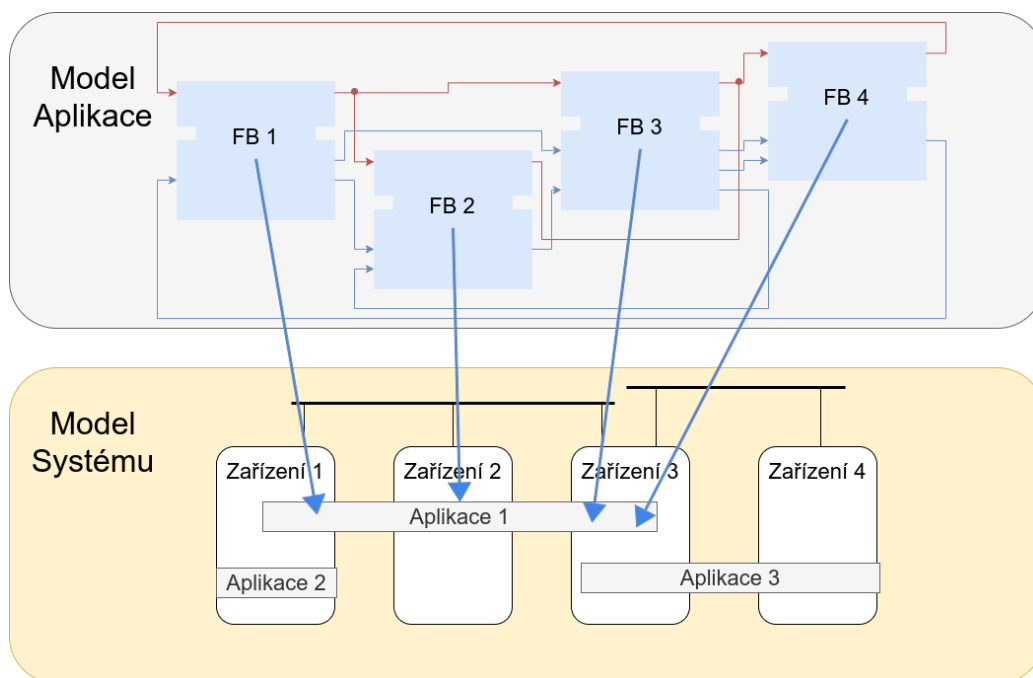 Model
Aplikace
FB 1
FB 2
FB 3
FB 4
Model
Systému
Zařízení 1
Zařízení 2
Zařízení 3
Zařízení 4
Aplikace 1
Aplikace 2
Aplikace 3